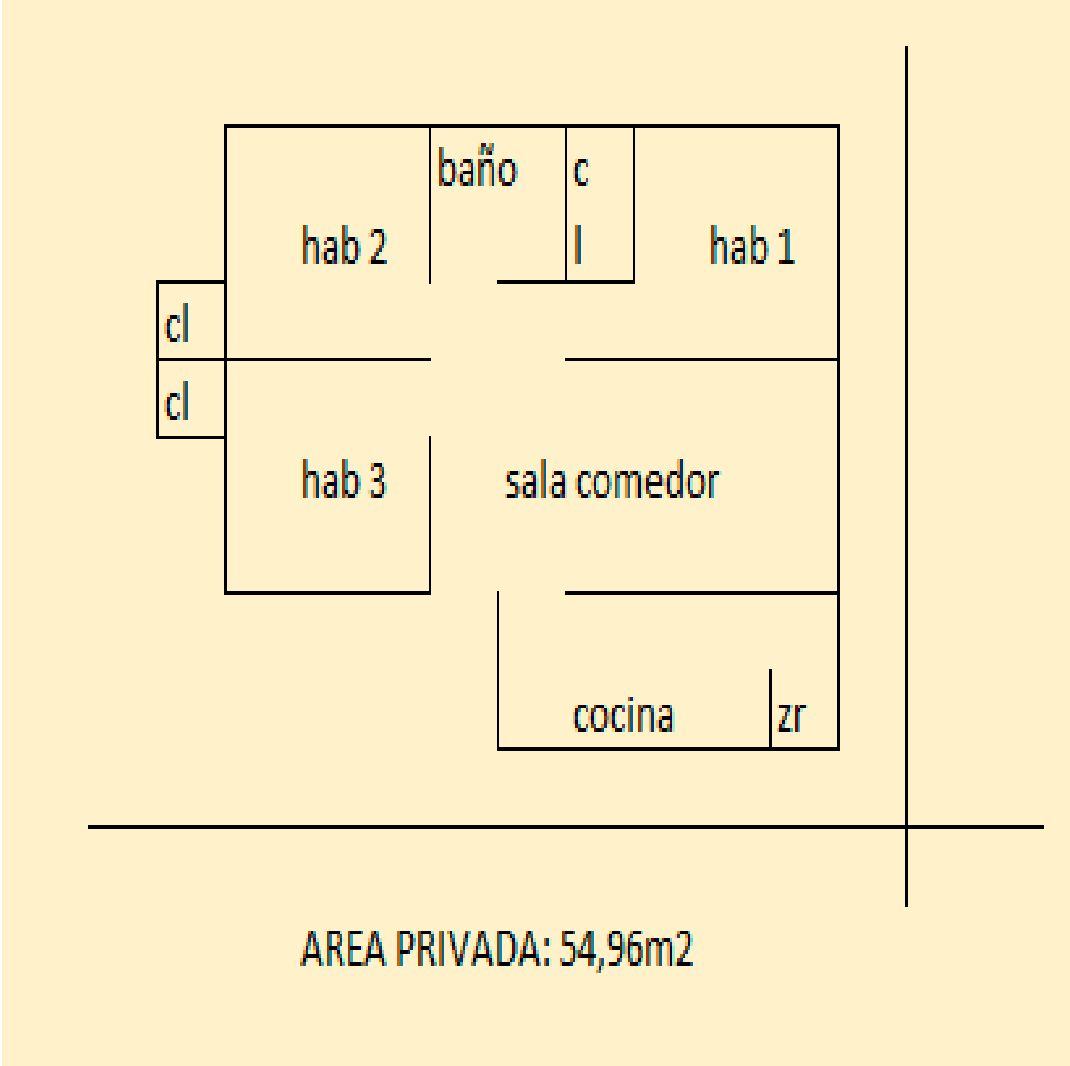 baño
c
l
hab 2
hab 1
cl
cl
hab 3
sala comedor
cocina
zr
AREA PRIVADA: 54,96m2